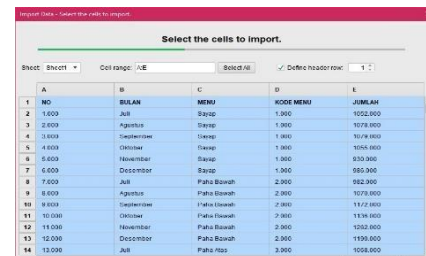 Import Data - Select the cells to import.
Select the cells to import.
Sheet Sheet1 Cell range: A:E Select All Define header row: 1
A B C D E
1 NO BULAN MENU KODE MENU JUMLAH
2 1.000 Juli Sayap 1.000 1052.000
3 2.000 Agustus Sayap 1.000 1078.000
4 3.000 September Sayap 1.000 1079.000
5 4.000 Oktober Sayap 1.000 1055.000
6 5.000 November Sayap 1.000 930.000
7 6.000 Desember Sayap 1.000 986.000
8 7.000 Juli Paha Bawah 2.000 982.000
9 8.000 Agustus Paha Bawah 2.000 1073.000
10 9.000 September Paha Bawah 2.000 1172.000
11 10.000 Oktober Paha Bawah 2.000 1136.000
12 11.000 November Paha Bawah 2.000 1202.000
13 12.000 Desember Paha Bawah 2.000 1199.000
14 13.000 Juli Paha Atas 3.000 1058.000